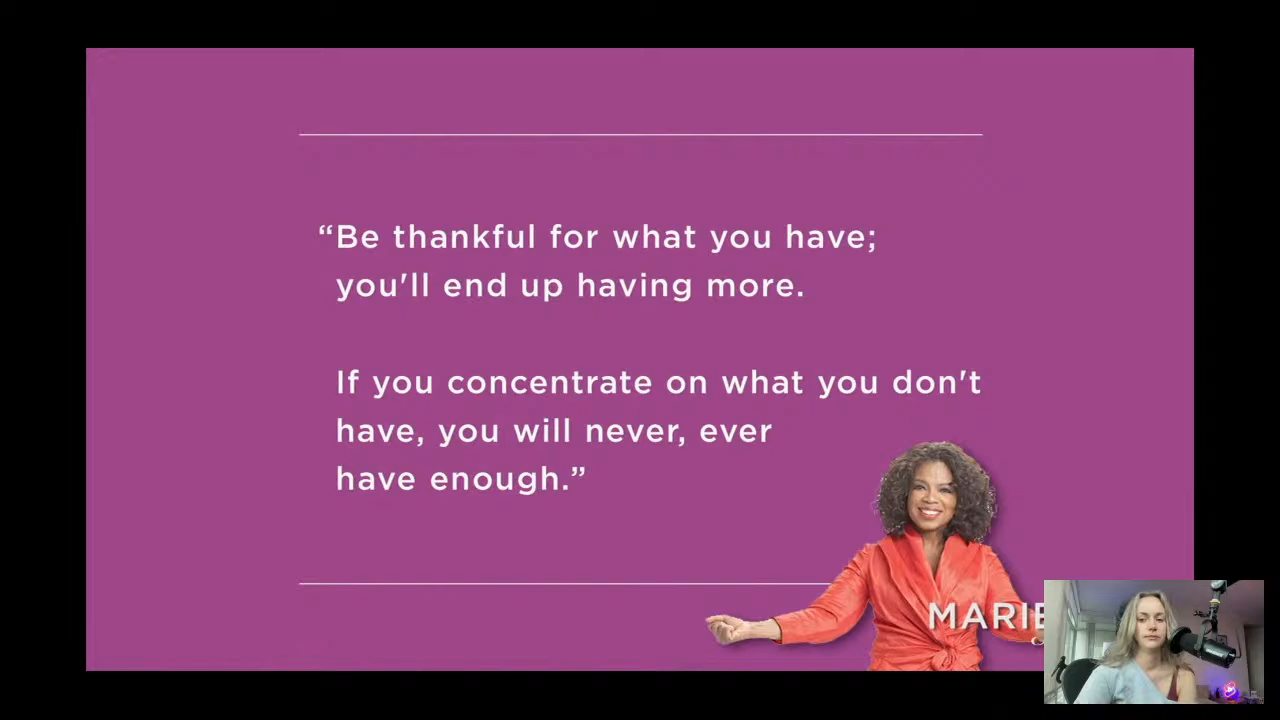 “Be thankful for what you have;
you'll end up having more.
If you concentrate on what you don't
have, you will never, ever
have enough.”
MARIE